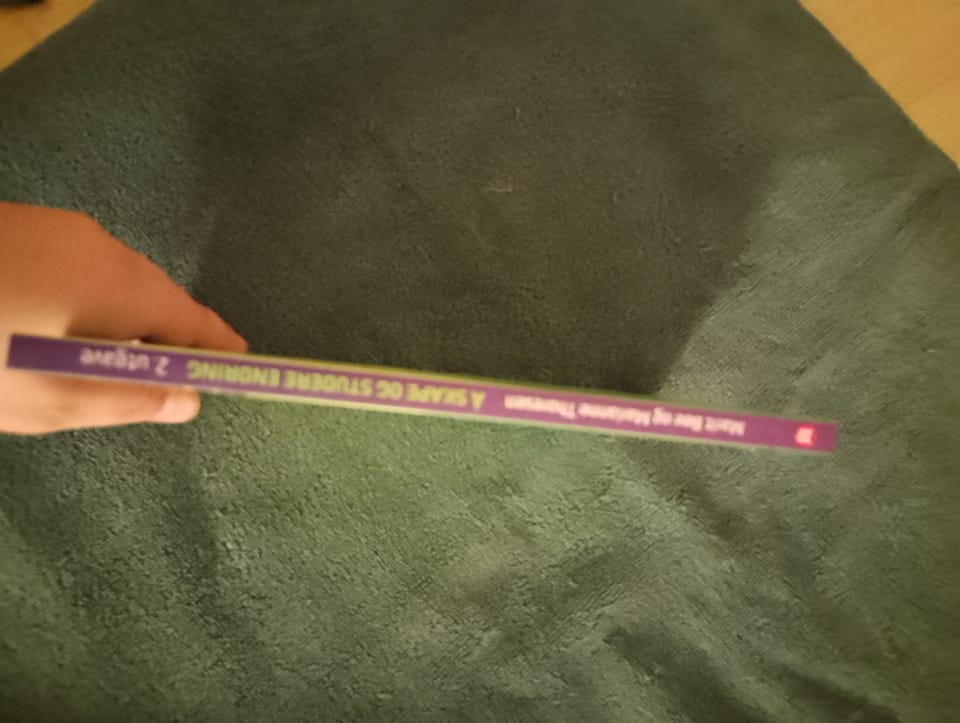 Marit Bøe og Marianne Thoresen Å SKAPE OG STUDERE ENDRING 2. utgave